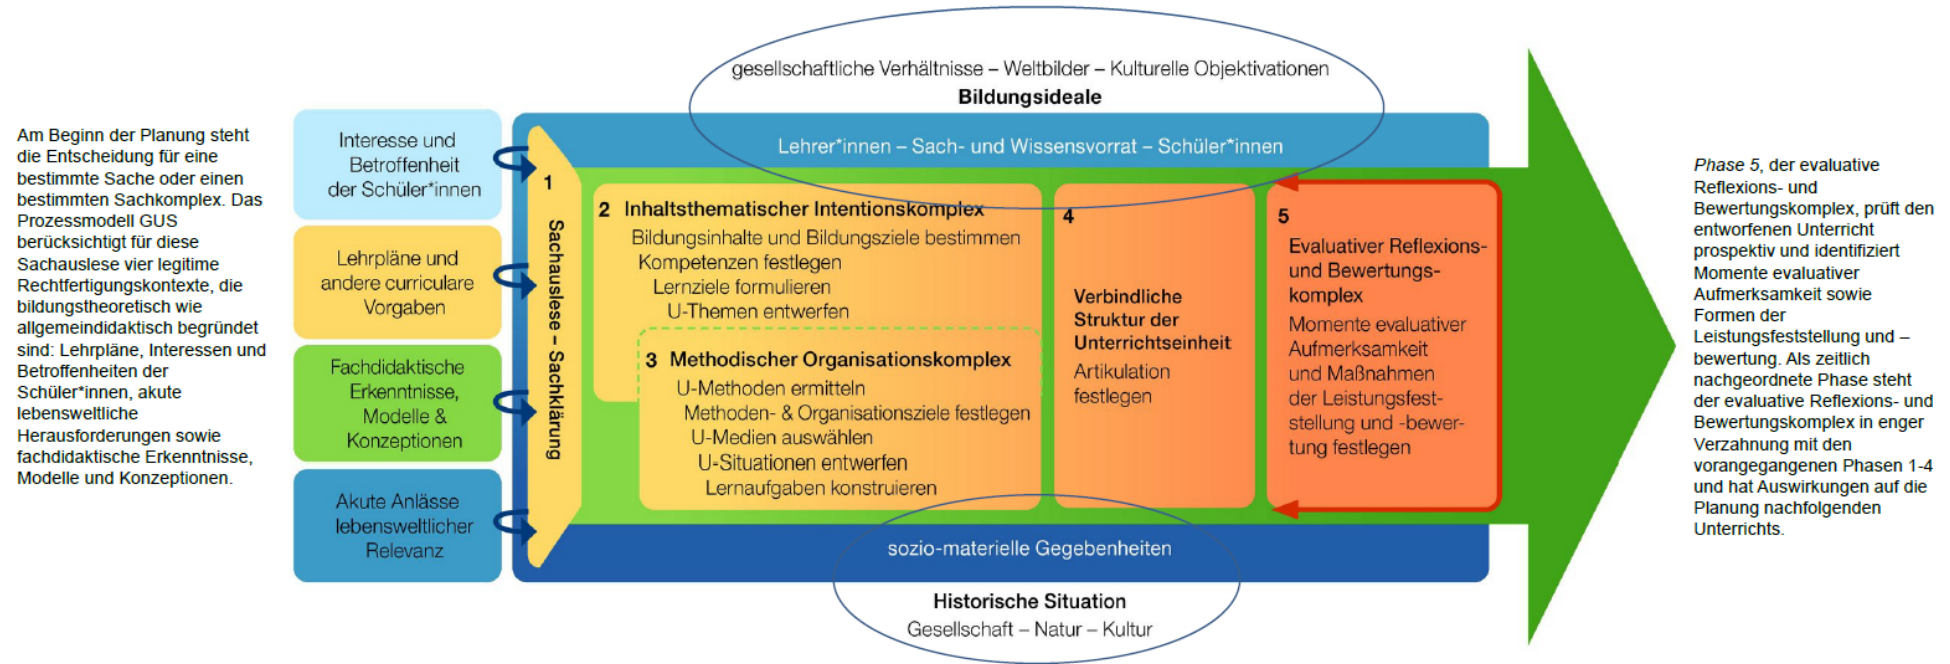 Am Beginn der Planung steht
die Entscheidung für eine
bestimmte Sache oder einen
bestimmten Sachkomplex. Das
Prozessmodell GUS
berücksichtigt für diese
Sachauslese vier legitime
Rechtfertigungskontexte, die
bildungstheoretisch wie
allgemeindidaktisch begründet
sind: Lehrpläne, Interessen und
Betroffenheiten der
Schüler*innen, akute
lebensweltliche
Herausforderungen sowie
fachdidaktische Erkenntnisse,
Modelle und Konzeptionen.
Interesse und
Betroffenheit
der Schüler*innen
Lehrpläne und
andere curriculare
Vorgaben
Fachdidaktische
Erkenntnisse,
Modelle &
Konzeptionen
Akute Anlässe
lebensweltlicher
Relevanz
gesellschaftliche Verhältnisse – Weltbilder – Kulturelle Objektivationen
Bildungsideale
Lehrer*innen – Sach- und Wissensvorrat – Schüler*innen
1
Sachauslese – Sachklärung
2 Inhaltsthematischer Intentionskomplex
Bildungsinhalte und Bildungsziele bestimmen
Kompetenzen festlegen
Lernziele formulieren
U-Themen entwerfen
3 Methodischer Organisationskomplex
U-Methoden ermitteln
Methoden- & Organisationsziele festlegen
U-Medien auswählen
U-Situationen entwerfen
Lernaufgaben konstruieren
4
Verbindliche
Struktur der
Unterrichtseinheit
Artikulation
festlegen
5
Evaluativer Reflexions-
und Bewertungs-
komplex
Momente evaluativer
Aufmerksamkeit
und Maßnahmen
der Leistungsfest-
stellung und -bewer-
tung festlegen
sozio-materielle Gegebenheiten
Historische Situation
Gesellschaft – Natur – Kultur
Phase 5, der evaluative
Reflexions- und
Bewertungskomplex, prüft den
entworfenen Unterricht
prospektiv und identifiziert
Momente evaluativer
Aufmerksamkeit sowie
Formen der
Leistungsfeststellung und –
bewertung. Als zeitlich
nachgeordnete Phase steht
der evaluative Reflexions- und
Bewertungskomplex in enger
Verzahnung mit den
vorangegangenen Phasen 1-4
und hat Auswirkungen auf die
Planung nachfolgenden
Unterrichts.